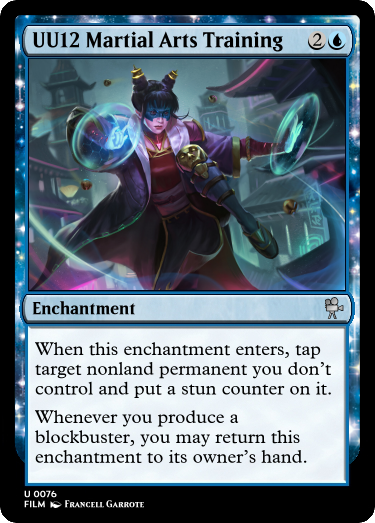 UU12 Martial Arts Training 2
Enchantment
When this enchantment enters, tap
target nonland permanent you don't
control and put a stun counter on it.
Whenever you produce a
blockbuster, you may return this
enchantment to its owner's hand.
U 0076
FILM Francell Garrote